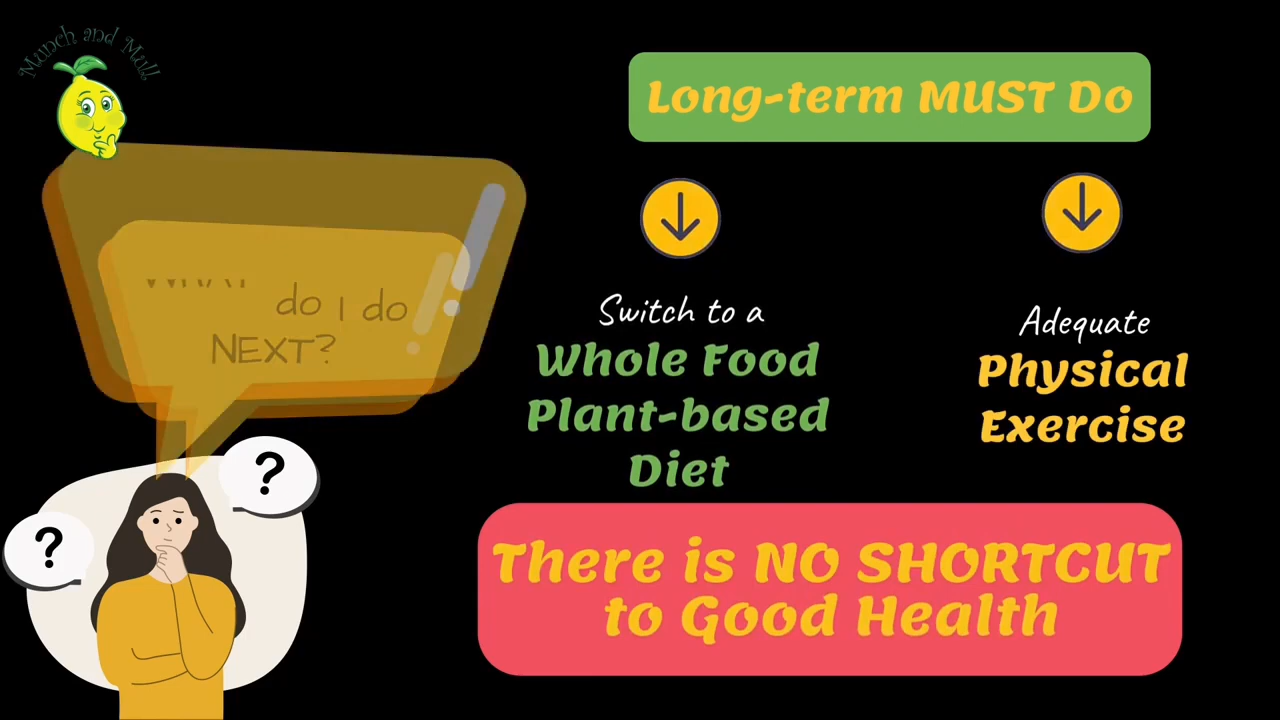 Munch and Mull
Long-term MUST Do
do I do
NEXT?
?
?
Switch to a
Whole Food
Plant-based
Diet
Adequate
Physical
Exercise
There is NO SHORTCUT
to Good Health